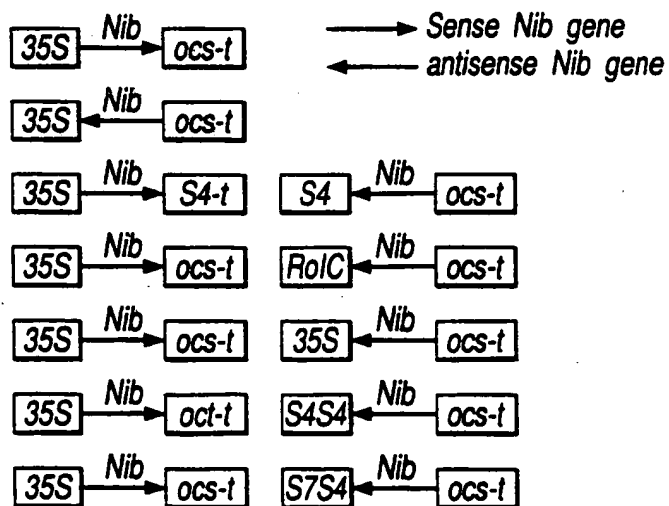 Nib
35S ocs-t
Sense Nib gene
antisense Nib gene
Nib
35S ocs-t
Nib Nib
35S S4-t S4 ocs-t
Nib Nib
35S ocs-t RolC ocs-t
Nib Nib
35S ocs-t 35S ocs-t
Nib Nib
35S oct-t S4S4 ocs-t
Nib Nib
35S ocs-t S7S4 ocs-t